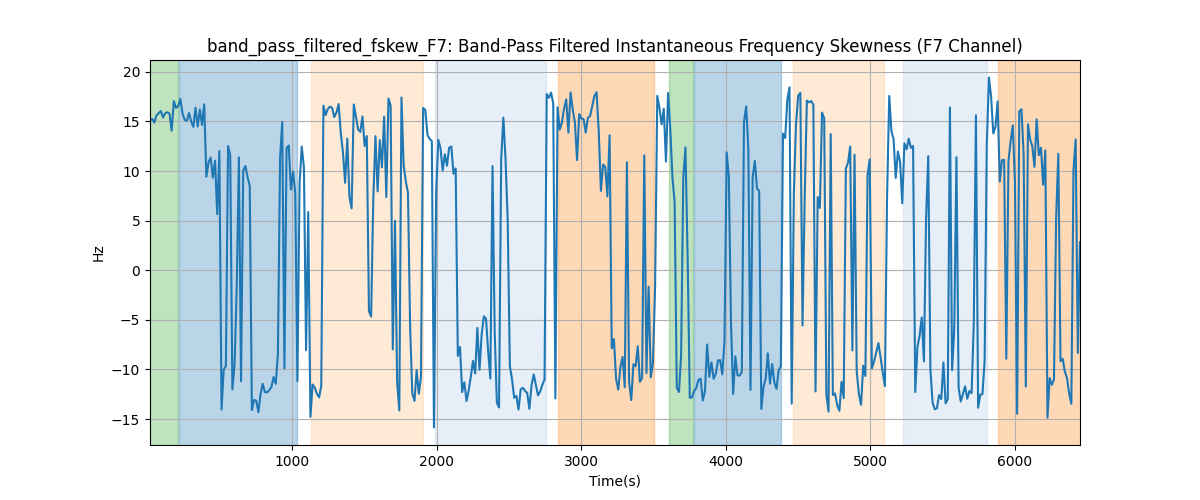 band_pass_filtered_fskew_F7: Band-Pass Filtered Instantaneous Frequency Skewness (F7 Channel)
20
15
10
5
0
−5
−10
−15
Hz
1000 2000 3000 4000 5000 6000
Time(s)